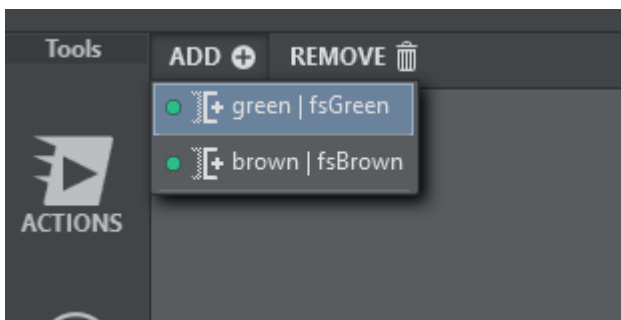 Tools
ADD REMOVE
green | fsGreen
brown | fsBrown
ACTIONS